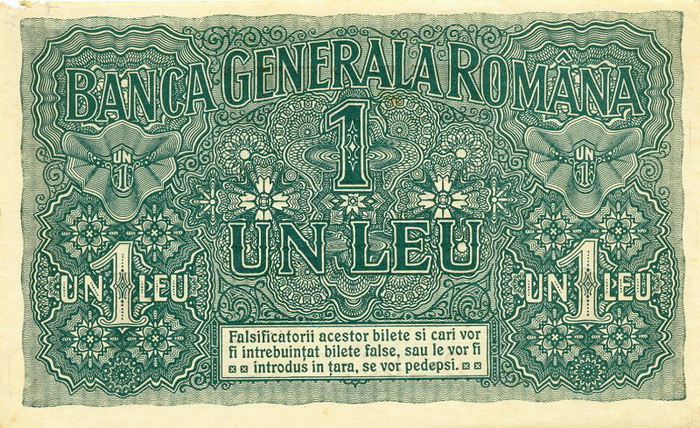 BANCA GENERALA ROMÂNA
1
UN
1
UN
1
UN LEU
UN 1 LEU
UN 1 LEU
Falsificatorii acestor bilete si cari vor
fi intrebuințat bilete false, sau le vor fi
introdus in țara, se vor pedepsi.